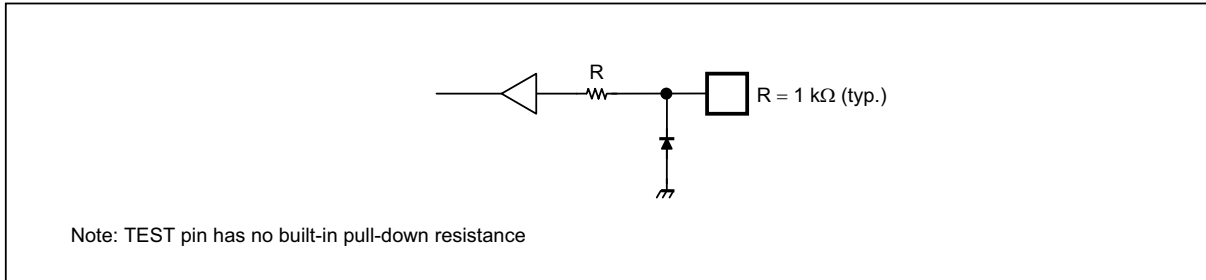 R
R = 1 kΩ (typ.)
Note: TEST pin has no built-in pull-down resistance